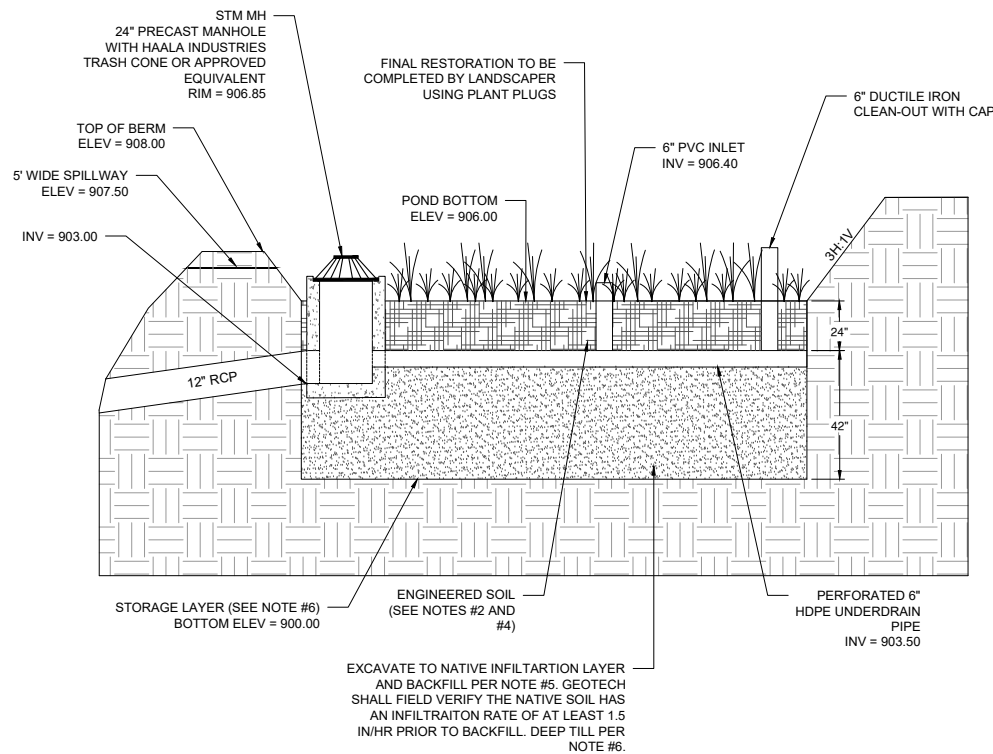 STM MH
24" PRECAST MANHOLE
WITH HAALA INDUSTRIES
TRASH CONE OR APPROVED
EQUIVALENT
RIM = 906.85
FINAL RESTORATION TO BE
COMPLETED BY LANDSCAPER
USING PLANT PLUGS
6" DUCTILE IRON
CLEAN-OUT WITH CAP
TOP OF BERM
ELEV = 908.00
6" PVC INLET
INV = 906.40
5' WIDE SPILLWAY
ELEV = 907.50
POND BOTTOM
ELEV = 906.00
INV = 903.00
3H:1V
24"
12" RCP
42"
STORAGE LAYER (SEE NOTE #6)
BOTTOM ELEV = 900.00
ENGINEERED SOIL
(SEE NOTES #2 AND
#4)
PERFORATED 6"
HDPE UNDERDRAIN
PIPE
INV = 903.50
EXCAVATE TO NATIVE INFILTARTION LAYER
AND BACKFILL PER NOTE #5. GEOTECH
SHALL FIELD VERIFY THE NATIVE SOIL HAS
AN INFILTRAITON RATE OF AT LEAST 1.5
IN/HR PRIOR TO BACKFILL. DEEP TILL PER
NOTE #6.